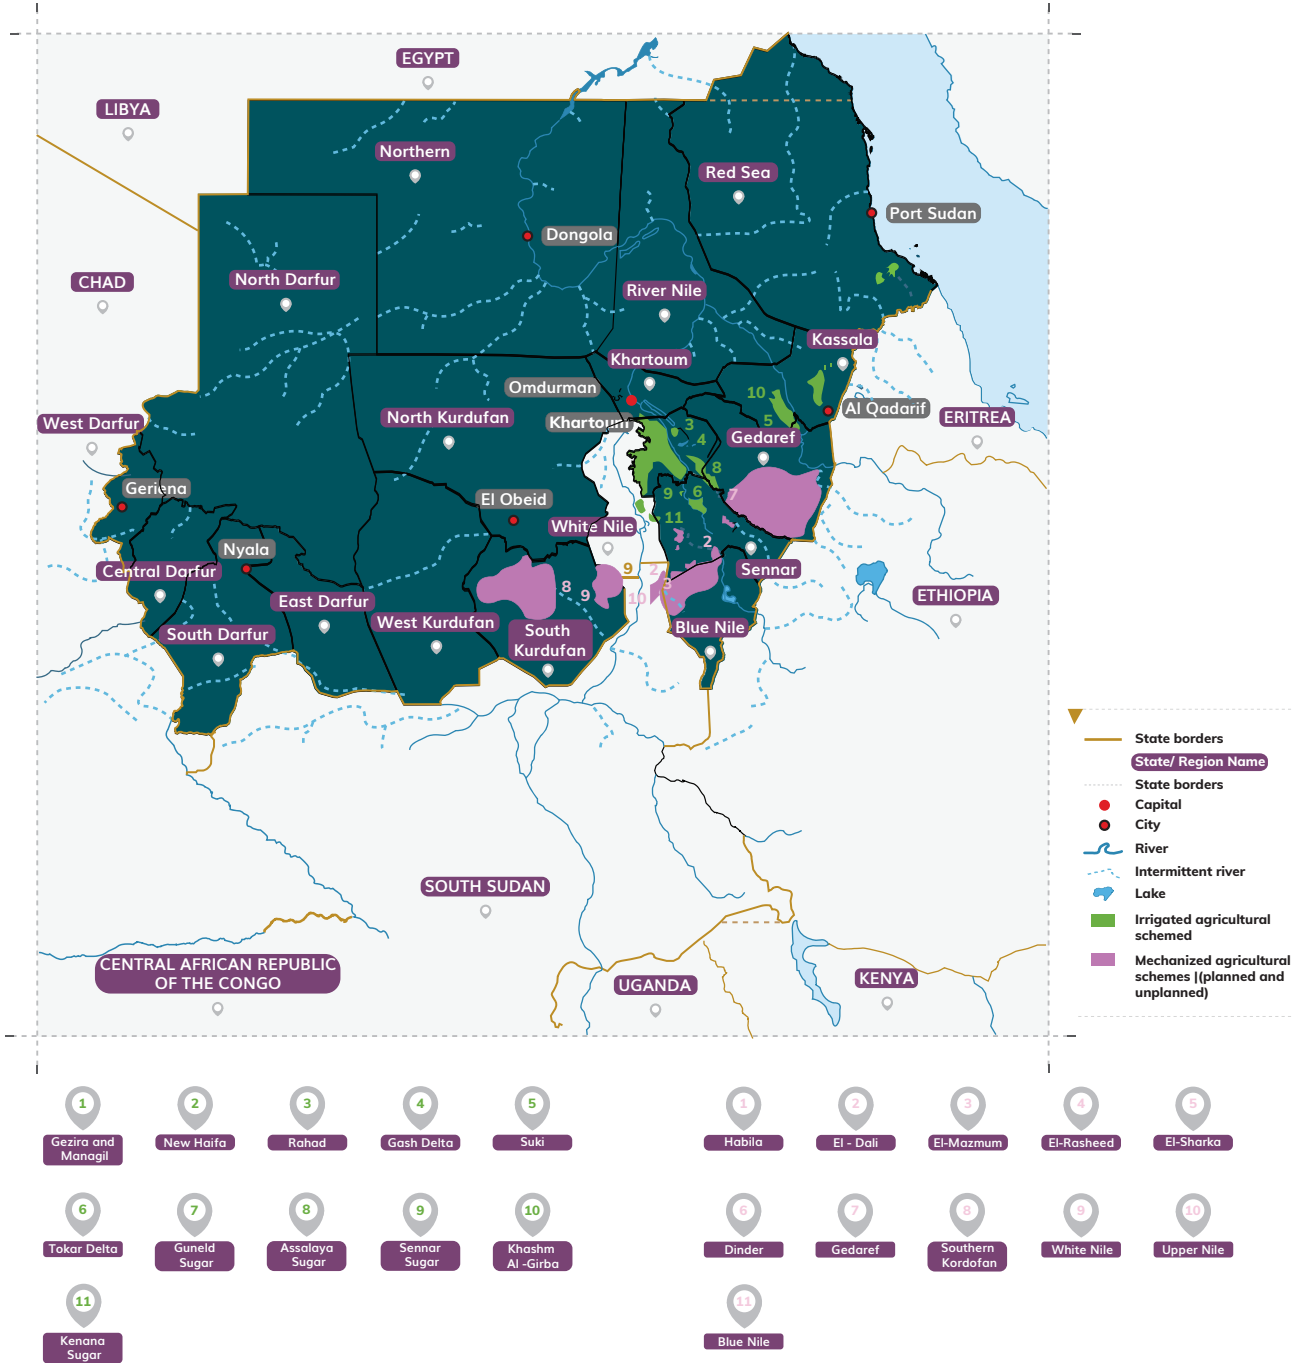 EGYPT
LIBYA
Northern
Red Sea
Port Sudan
Dongola
CHAD
North Darfur
River Nile
Kassala
Khartoum
Omdurman
10
Al Qadarif
West Darfur
North Kurdufan
Khartoum
5
3
4
Gedaref
ERITREA
8
Geriena
El Obeid
9
6
7
White Nile
11
2
Nyala
Central Darfur
9
2
Sennar
East Darfur
8
9
10
3
ETHIOPIA
South Darfur
West Kurdufan
South
Kurdufan
Blue Nile
State borders
State/ Region Name
State borders
Capital
City
River
Intermittent river
Lake
Irrigated agricultural
schemed
Mechanized agricultural
schemes |(planned and
unplanned)
SOUTH SUDAN
CENTRAL AFRICAN REPUBLIC
OF THE CONGO
UGANDA
KENYA
1
2
3
4
5
1
2
3
4
5
Gezira and
Managil
New Haifa
Rahad
Gash Delta
Suki
Habila
El - Dali
El-Mazmum
El-Rasheed
El-Sharka
6
7
8
9
10
6
7
8
9
10
Tokar Delta
Guneld
Sugar
Assalaya
Sugar
Sennar
Sugar
Khashm
Al -Girba
Dinder
Gedaref
Southern
Kordofan
White Nile
Upper Nile
11
11
Kenana
Sugar
Blue Nile